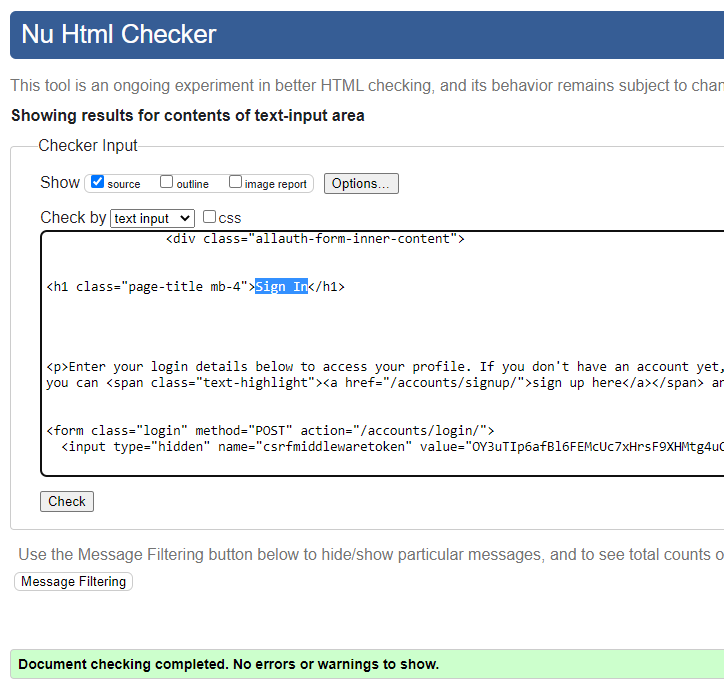 Nu Html Checker
This tool is an ongoing experiment in better HTML checking, and its behavior remains subject to
Showing results for contents of text-input area
Checker Input
Show source outline image report Options...
Check by text input css
<div class="allauth-form-inner-content">
<h1 class="page-title mb-4">Sign In</h1>
<p>Enter your login details below to access your profile. If you don't have an account yet,
you can <span class="text-highlight"><a href="/accounts/signup/">sign up here</a></span>
<form class="login" method="POST" action="/accounts/login/">
<input type="hidden" name="csrfmiddlewaretoken" value="OY3uTIp6afBl6FEMcUc7xHrsF9XHMtg4u
Check
Use the Message Filtering button below to hide/show particular messages, and to see total counts
Message Filtering
Document checking completed. No errors or warnings to show.